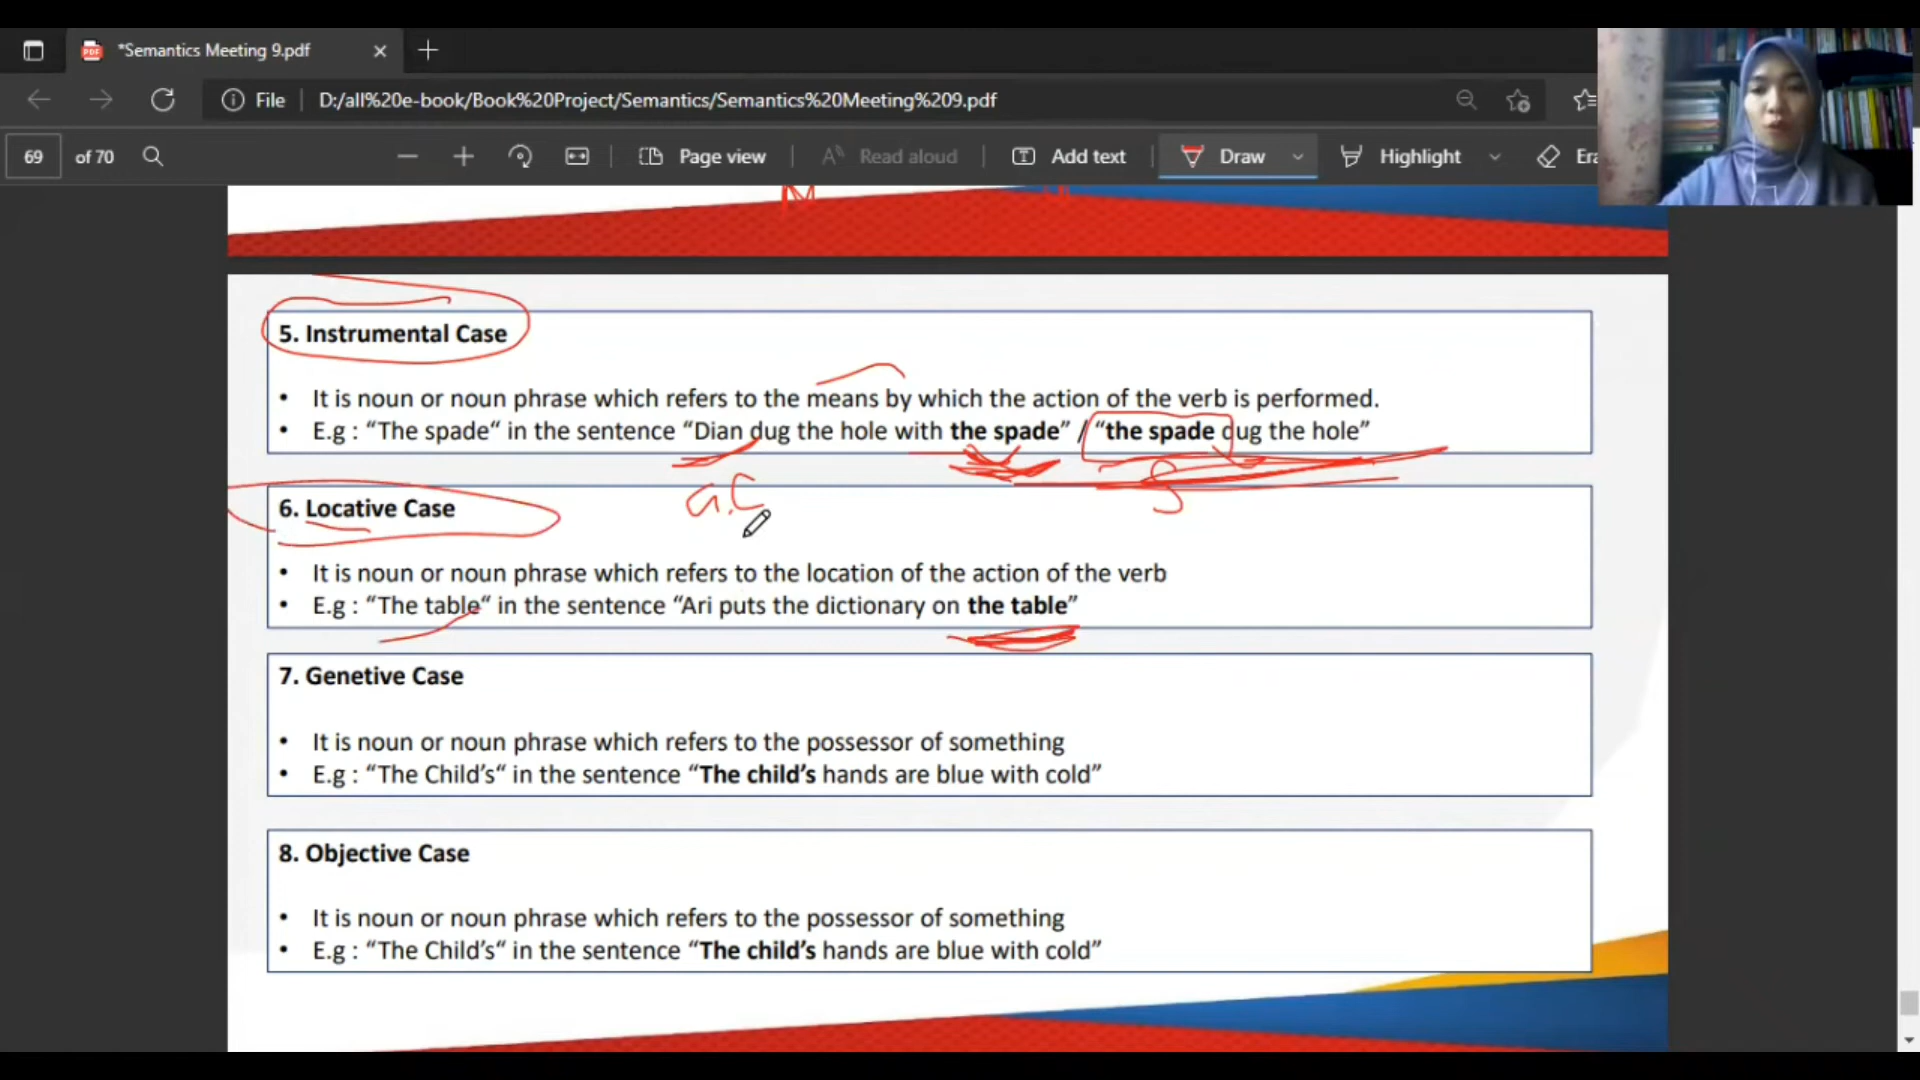 *Semantics Meeting 9.pdf
File D:/all%20e-book/Book%20Project/Semantics/Semantics%20Meeting%209.pdf
69 of 70 Page view Read aloud Add text Draw Highlight Era
5. Instrumental Case
• It is noun or noun phrase which refers to the means by which the action of the verb is performed.
• E.g : “The spade“ in the sentence “Dian dug the hole with the spade” / “the spade dug the hole”
S
a.C
6. Locative Case
• It is noun or noun phrase which refers to the location of the action of the verb
• E.g : “The table“ in the sentence “Ari puts the dictionary on the table”
7. Genetive Case
• It is noun or noun phrase which refers to the possessor of something
• E.g : “The Child’s“ in the sentence “The child’s hands are blue with cold”
8. Objective Case
• It is noun or noun phrase which refers to the possessor of something
• E.g : “The Child’s“ in the sentence “The child’s hands are blue with cold”